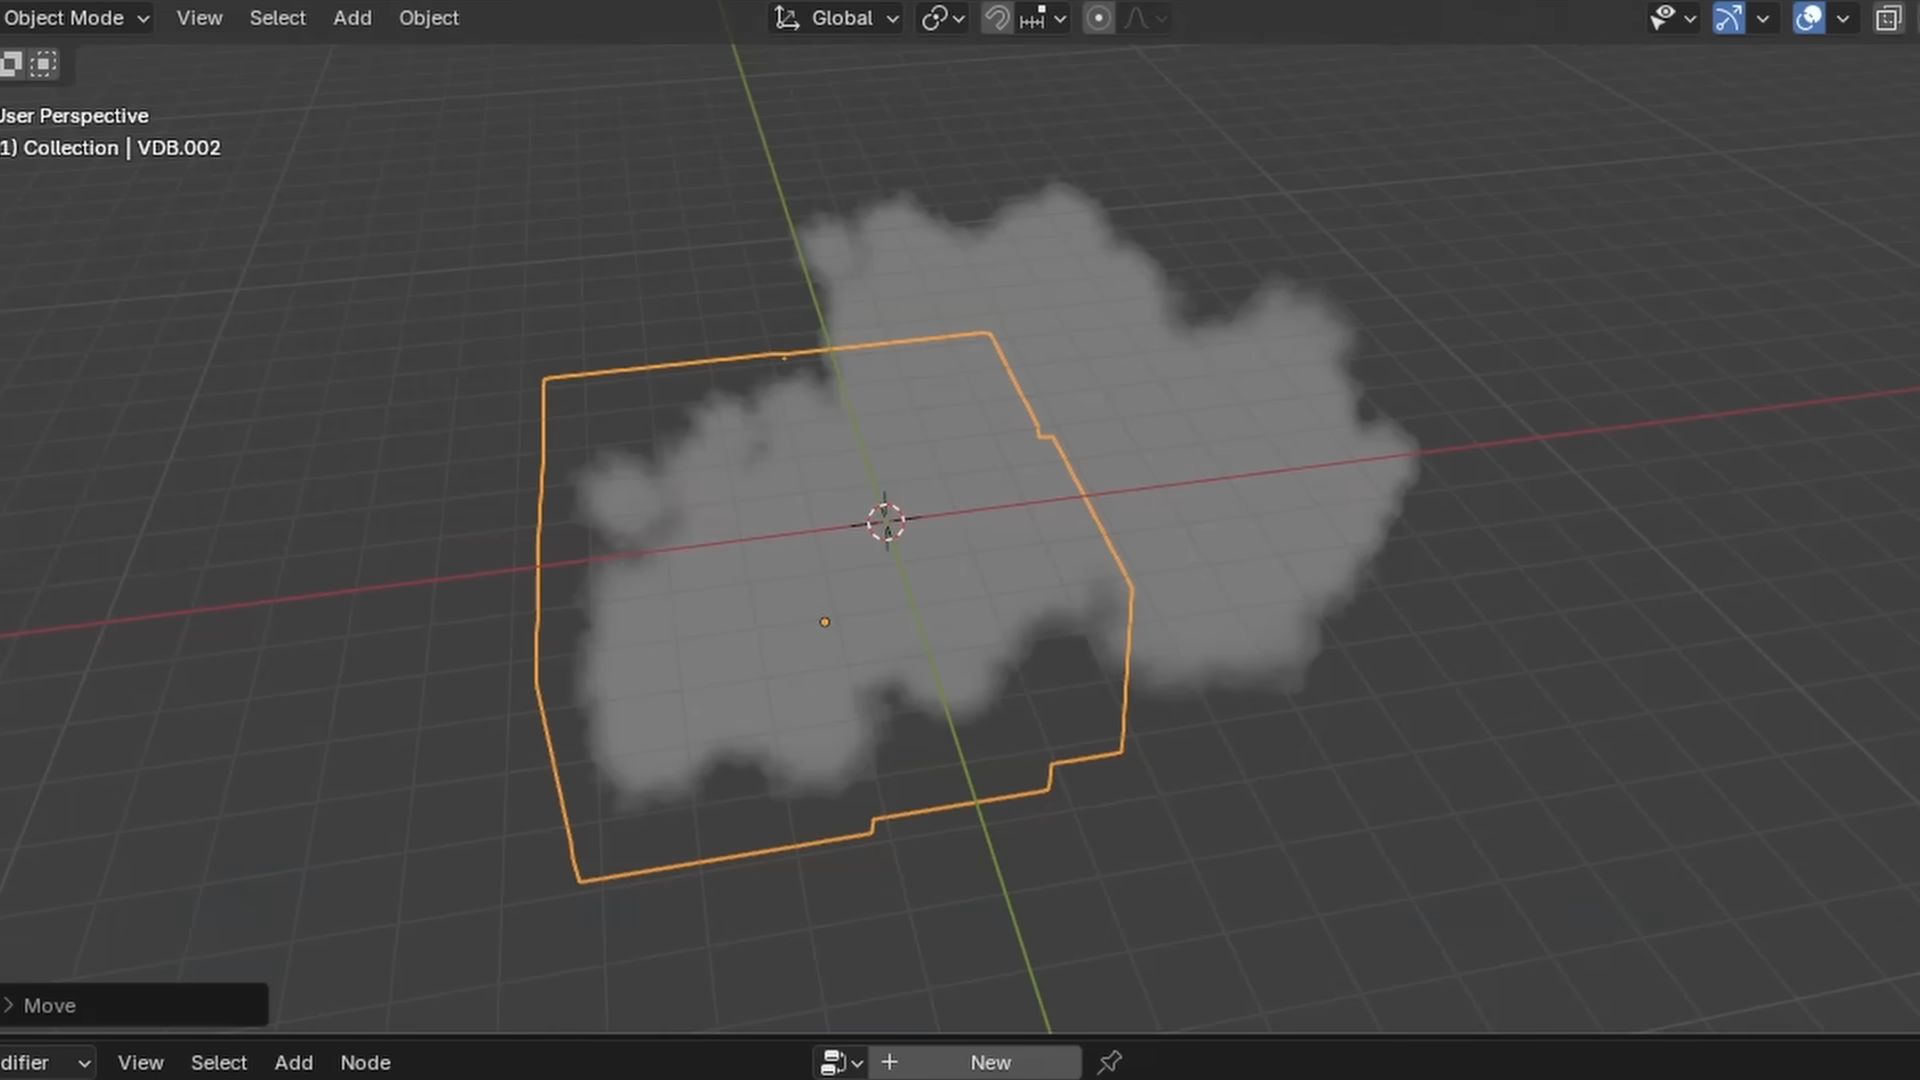 Object Mode View Select Add Object Global
User Perspective
1) Collection | VDB.002
Move
difier View Select Add Node New